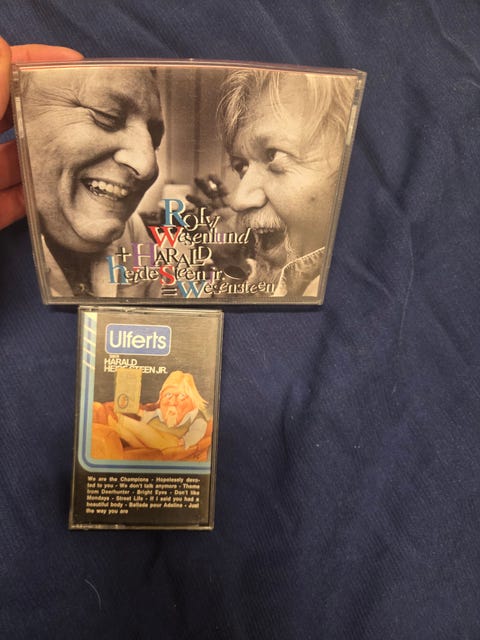 Rolv
Wesenlund
+ HARALD
heide Steen jr.
= Wesensteen
Ulferts
HARALD
HEIDE STEEN JR.
We are the Champions - Hopelessly devo-
ted to you - We don't talk anymore - Theme
from Deerhunter - Bright Eyes - Don't like
Mondays - Street Life - If I said you had a
beautiful body - Ballade pour Adeline - Just
the way you are